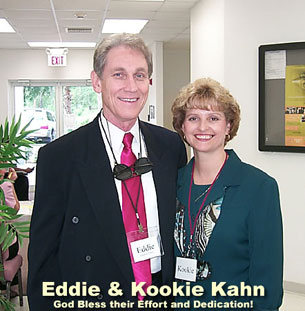 EXIT
Eddie
Kookie
Eddie & Kookie Kahn
God Bless their Effort and Dedication!